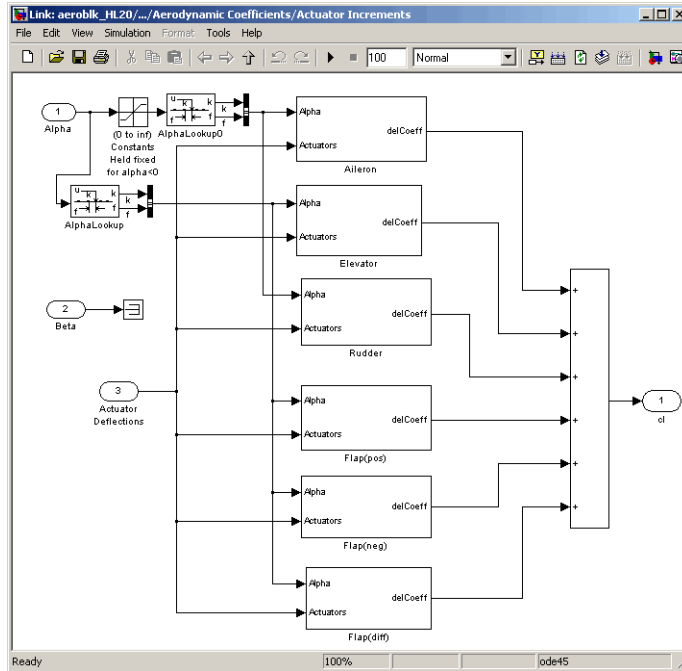 Link: aeroblk_HL20/.../Aerodynamic Coefficients/Actuator Increments
File Edit View Simulation Format Tools Help
100 Normal
1
Alpha
(0 to inf)
Constants
Held fixed
for alpha<0
u k k
f f
AlphaLookup0
k
f
u k k
f f
AlphaLookup
k
f
Alpha
Actuators
delCoeff
Aileron
Alpha
Actuators
delCoeff
Elevator
2
Beta
Alpha
Actuators
delCoeff
Rudder
3
Actuator
Deflections
Alpha
Actuators
delCoeff
Flap(pos)
Alpha
Actuators
delCoeff
Flap(neg)
Alpha
Actuators
delCoeff
Flap(diff)
+
+
+
+
+
+
1
cl
Ready 100% ode45